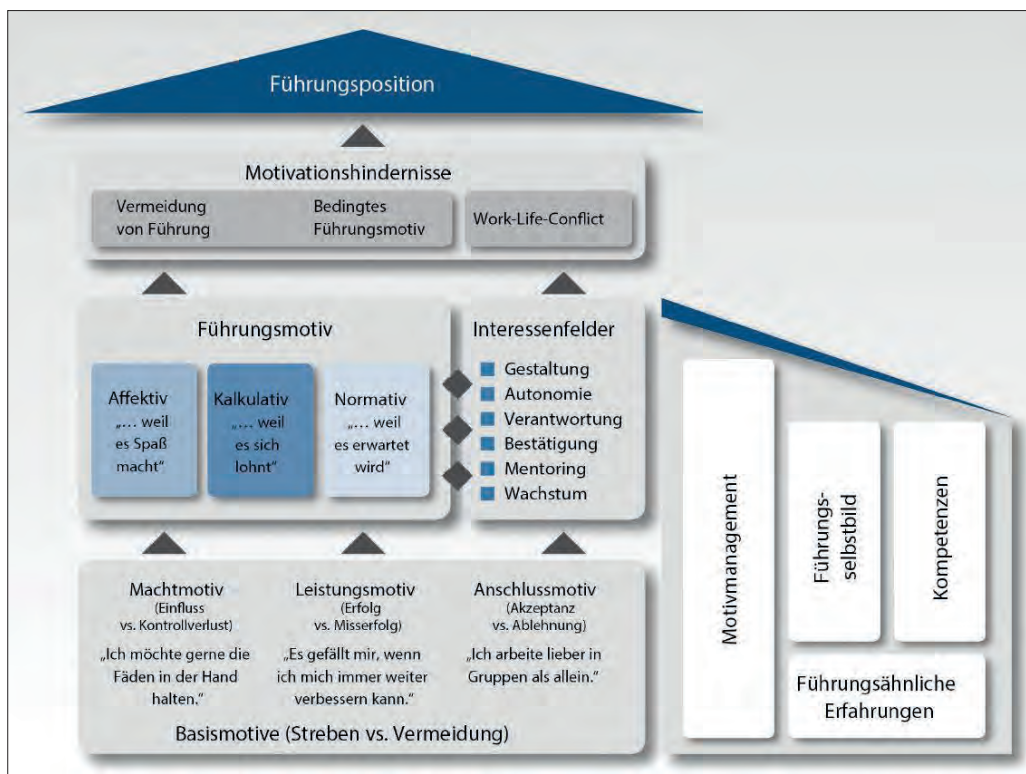 Führungsposition
Motivationshindernisse
Vermeidung
von Führung
Bedingtes
Führungsmotiv
Work-Life-Conflict
Führungsmotiv
Affektiv
„… weil
es Spaß
macht“
Kalkulativ
„… weil
es sich
lohnt“
Normativ
„… weil
es erwartet
wird“
Interessenfelder
Gestaltung
Autonomie
Verantwortung
Bestätigung
Mentoring
Wachstum
Machtmotiv
(Einfluss
vs. Kontrollverlust)
„Ich möchte gerne die
Fäden in der Hand
halten.“
Leistungsmotiv
(Erfolg
vs. Misserfolg)
„Es gefällt mir, wenn
ich mich immer weiter
verbessern kann.“
Anschlussmotiv
(Akzeptanz
vs. Ablehnung)
„Ich arbeite lieber in
Gruppen als allein.“
Basismotive (Streben vs. Vermeidung)
Motivmanagement
Führungs-
selbstbild
Kompetenzen
Führungsähnliche
Erfahrungen